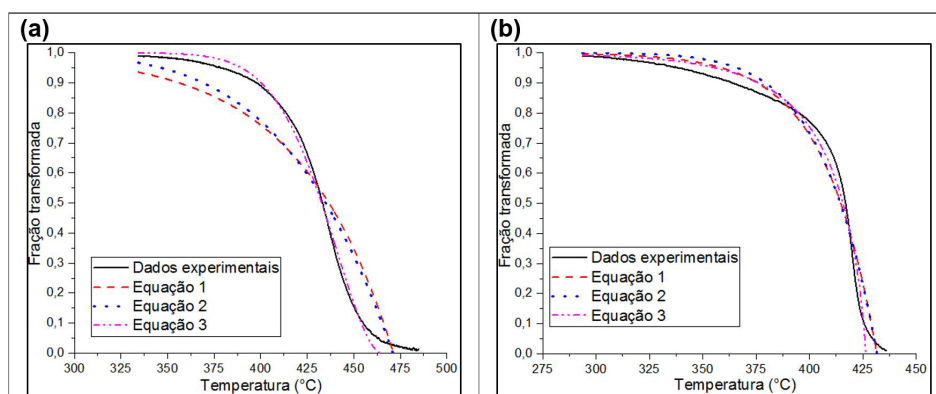 (a)
1,0
0,9
0,8
0,7
0,6
0,5
0,4
0,3
0,2
0,1
0,0
Fração transformada
Dados experimentais
Equação 1
Equação 2
Equação 3
325 350 375 400 425 450 475 500
Temperatura (°C)
(b)
1,0
0,9
0,8
0,7
0,6
0,5
0,4
0,3
0,2
0,1
0,0
Fração transformada
Dados experimentais
Equação 1
Equação 2
Equação 3
275 300 325 350 375 400 425 450
Temperatura (°C)